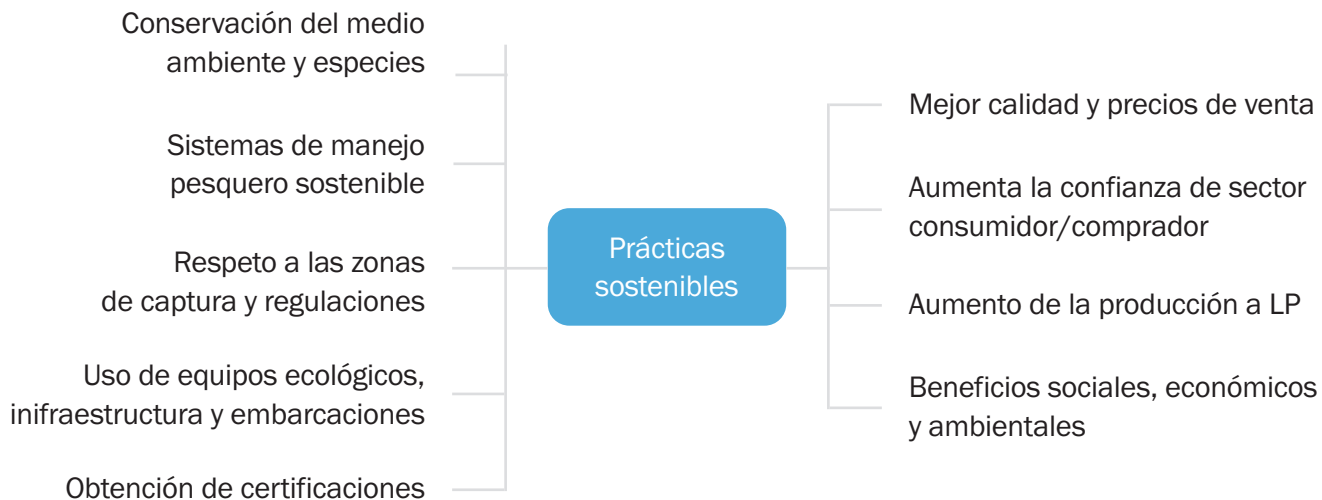 Conservación del medio
ambiente y especies
Sistemas de manejo
pesquero sostenible
Respeto a las zonas
de captura y regulaciones
Uso de equipos ecológicos,
inifraestructura y embarcaciones
Obtención de certificaciones
Prácticas
sostenibles
Mejor calidad y precios de venta
Aumenta la confianza de sector
consumidor/comprador
Aumento de la producción a LP
Beneficios sociales, económicos
y ambientales